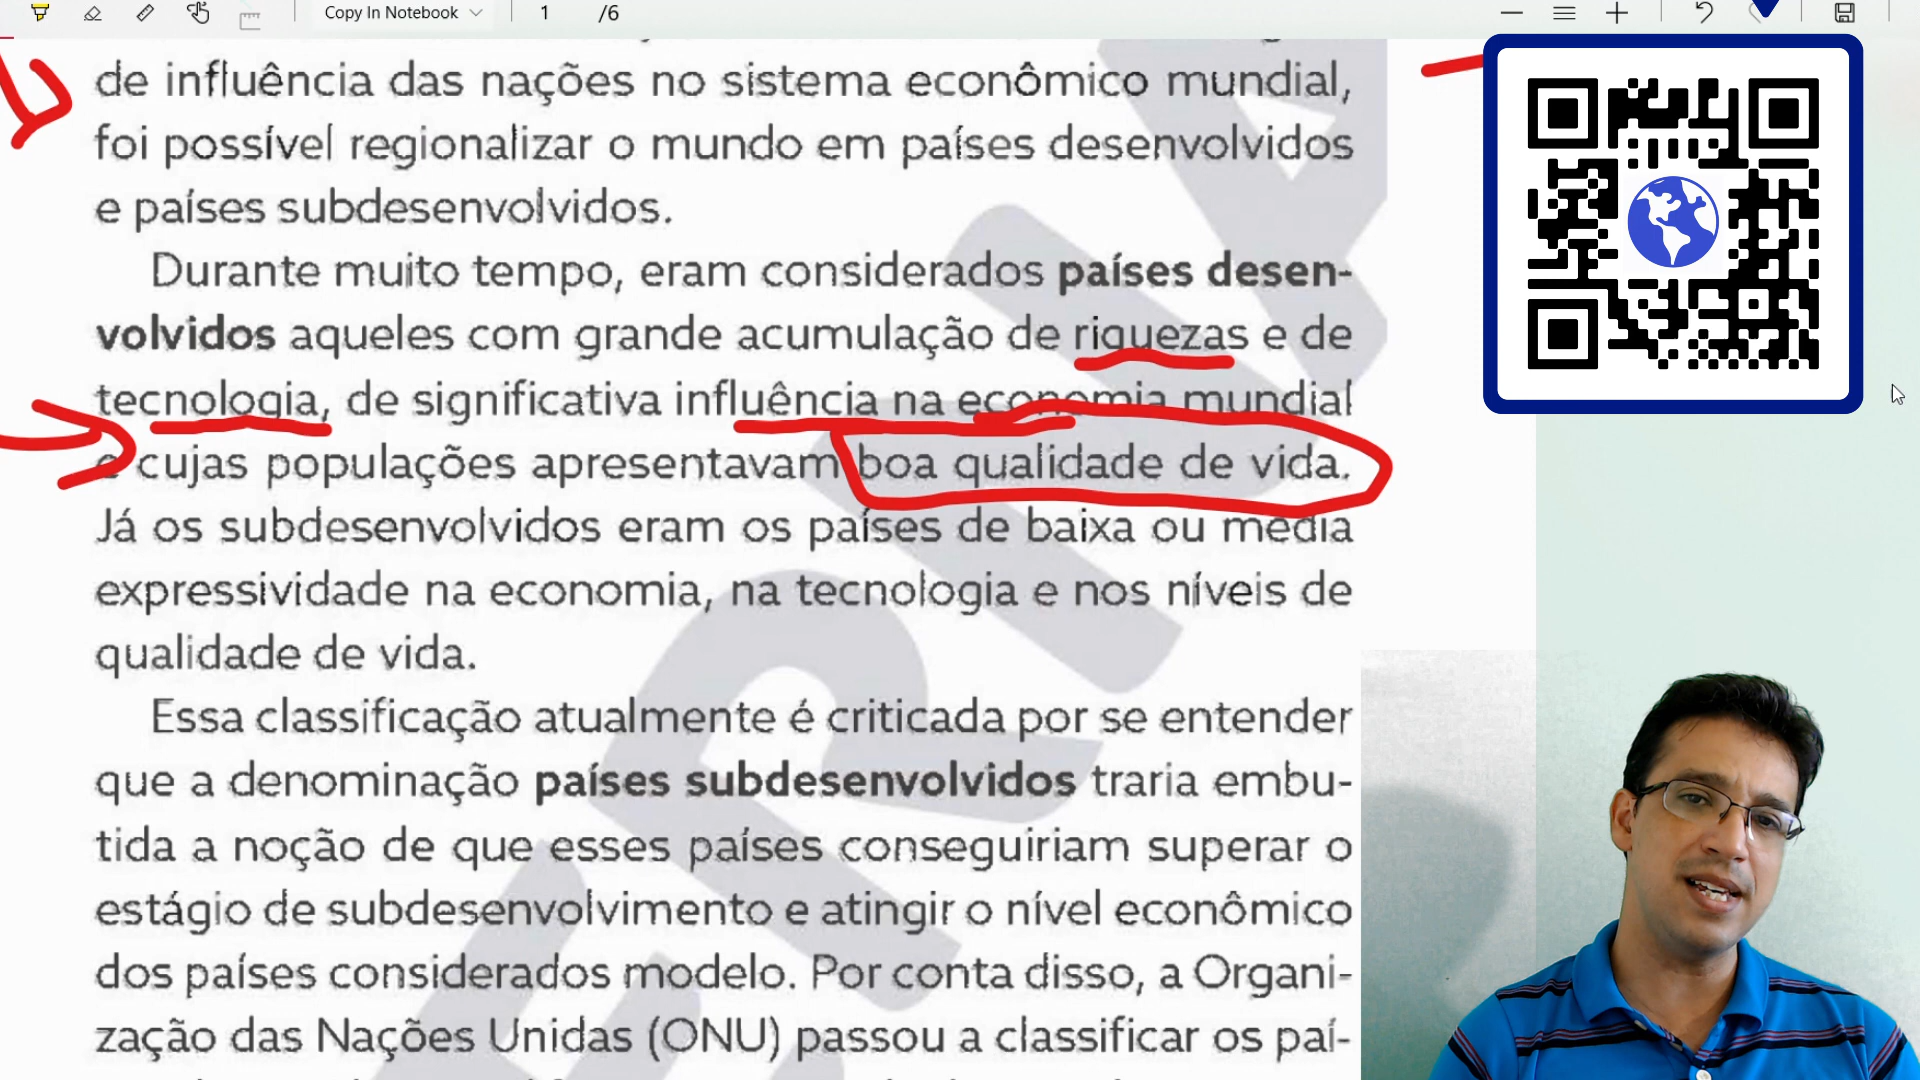 Copy In Notebook 1 /6
de influência das nações no sistema econômico mundial,
foi possível regionalizar o mundo em países desenvolvidos
e países subdesenvolvidos.
Durante muito tempo, eram considerados países desen-
volvidos aqueles com grande acumulação de riquezas e de
tecnologia, de significativa influência na economia mundial
e cujas populações apresentavam boa qualidade de vida.
Já os subdesenvolvidos eram os países de baixa ou média
expressividade na economia, na tecnologia e nos níveis de
qualidade de vida.
Essa classificação atualmente é criticada por se entender
que a denominação países subdesenvolvidos traria embu-
tida a noção de que esses países conseguiriam superar o
estágio de subdesenvolvimento e atingir o nível econômico
dos países considerados modelo. Por conta disso, a Organi-
zação das Nações Unidas (ONU) passou a classificar os paí-